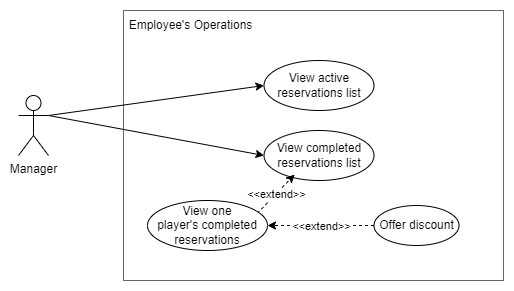 Employee's Operations
View active
reservations list
Manager
View completed
reservations list
<<extend>>
View one
player's completed
reservations
<<extend>>
Offer discount